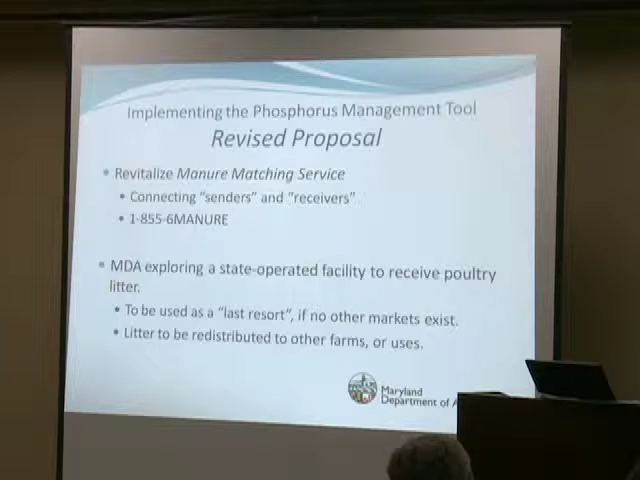 Implementing the Phosphorus Management Tool
Revised Proposal
• Revitalize Manure Matching Service
• Connecting “senders” and “receivers”
• 1-855-6MANURE
• MDA exploring a state-operated facility to receive poultry
litter.
• To be used as a “last resort”, if no other markets exist.
• Litter to be redistributed to other farms, or uses.
Maryland
Department of A